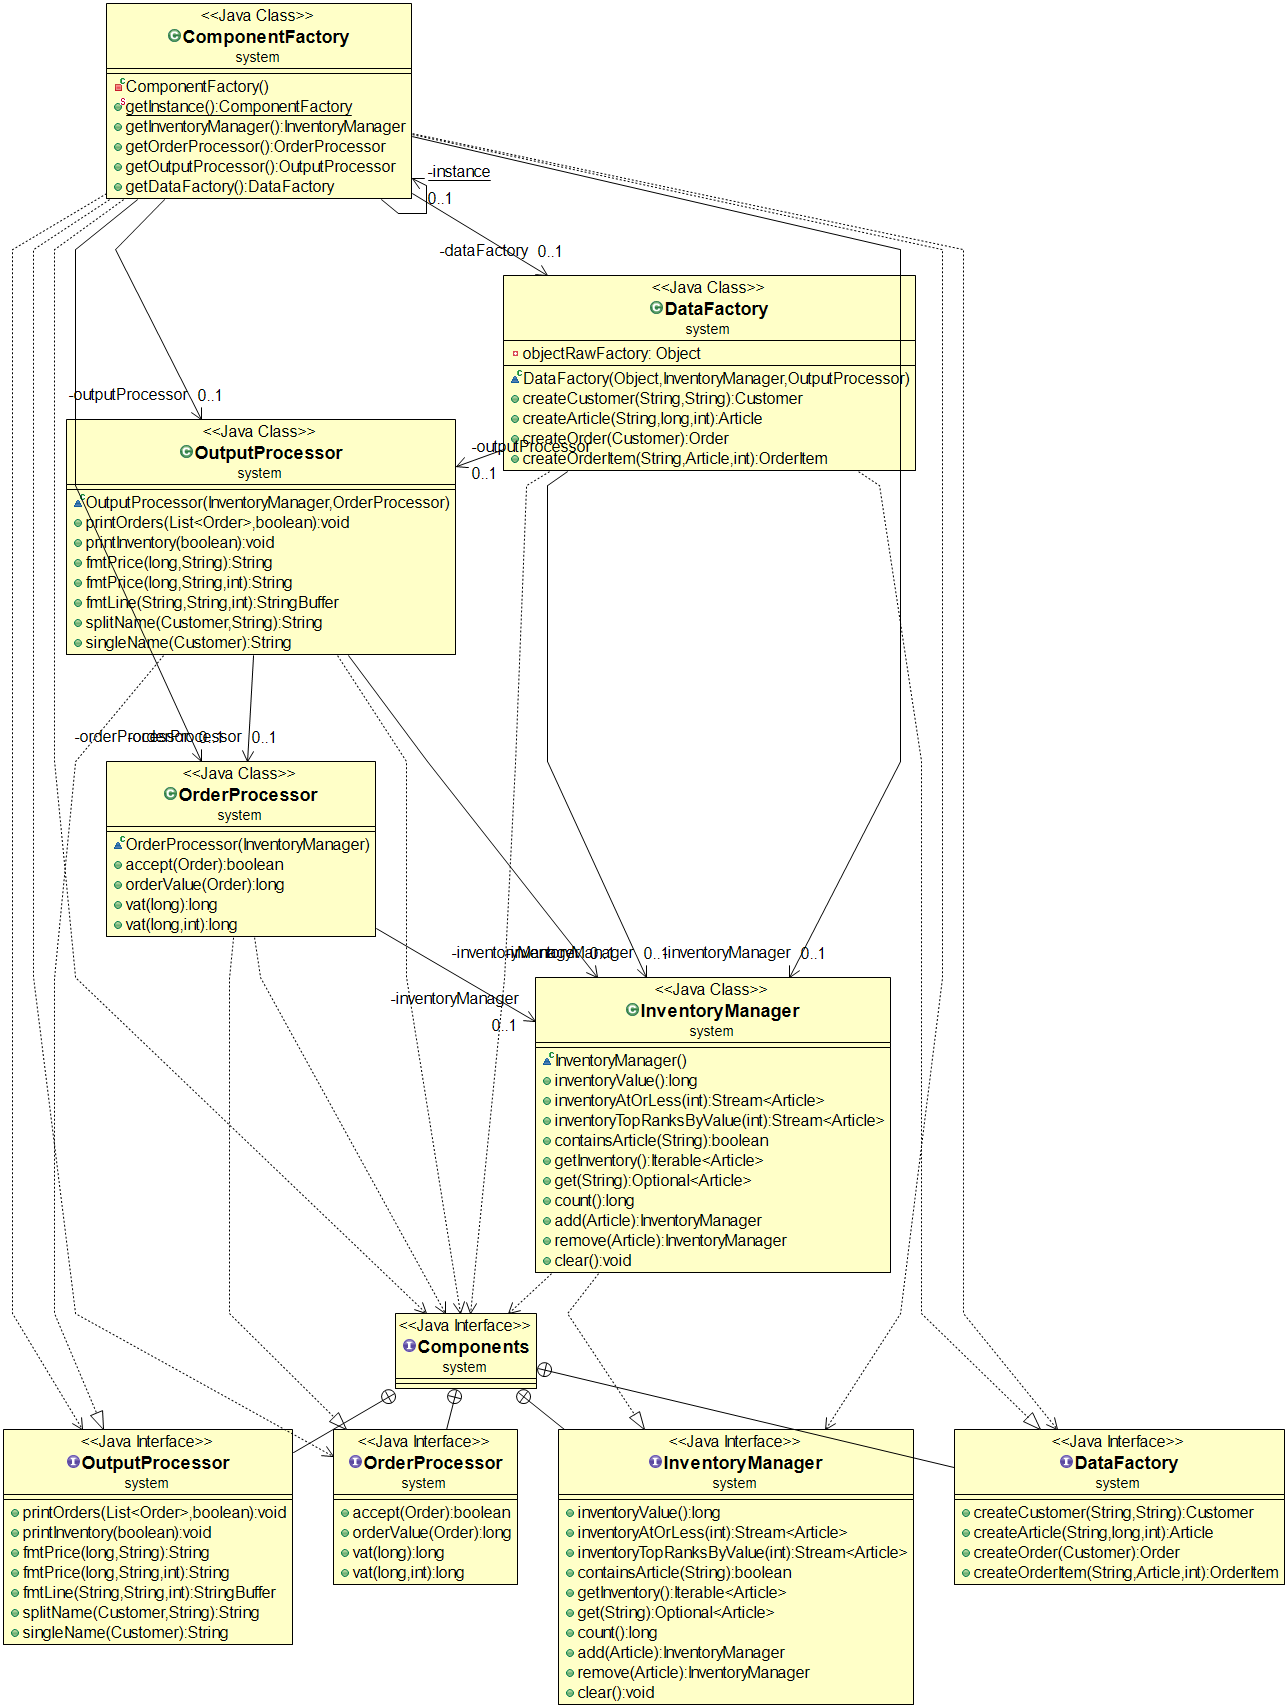 <<Java Class>>
ComponentFactory
system
ComponentFactory()
getInstance():ComponentFactory
getInventoryManager():InventoryManager
getOrderProcessor():OrderProcessor
getOutputProcessor():OutputProcessor
getDataFactory():DataFactory
-instance
0..1
-dataFactory 0..1
<<Java Class>>
DataFactory
system
objectRawFactory: Object
DataFactory(Object,InventoryManager,OutputProcessor)
createCustomer(String,String):Customer
createArticle(String,long,int):Article
createOrder(Customer):Order
createOrderItem(String,Article,int):OrderItem
-outputProcessor 0..1
-outputProcessor
0..1
<<Java Class>>
OutputProcessor
system
OutputProcessor(InventoryManager,OrderProcessor)
printOrders(List<Order>,boolean):void
printInventory(boolean):void
fmtPrice(long,String):String
fmtPrice(long,String,int):String
fmtLine(String,String,int):StringBuffer
splitName(Customer,String):String
singleName(Customer):String
-orderProcessor 0..1
-orderProcessor 0..1
<<Java Class>>
OrderProcessor
system
OrderProcessor(InventoryManager)
accept(Order):boolean
orderValue(Order):long
vat(long):long
vat(long,int):long
-inventoryManager 0..1
-inventoryManager 0..1
-inventoryManager 0..1
-inventoryManager
0..1
<<Java Class>>
InventoryManager
system
InventoryManager()
inventoryValue():long
inventoryAtOrLess(int):Stream<Article>
inventoryTopRanksByValue(int):Stream<Article>
containsArticle(String):boolean
getInventory():Iterable<Article>
get(String):Optional<Article>
count():long
add(Article):InventoryManager
remove(Article):InventoryManager
clear():void
<<Java Interface>>
Components
system
<<Java Interface>>
OutputProcessor
system
printOrders(List<Order>,boolean):void
printInventory(boolean):void
fmtPrice(long,String):String
fmtPrice(long,String,int):String
fmtLine(String,String,int):StringBuffer
splitName(Customer,String):String
singleName(Customer):String
<<Java Interface>>
OrderProcessor
system
accept(Order):boolean
orderValue(Order):long
vat(long):long
vat(long,int):long
<<Java Interface>>
InventoryManager
system
inventoryValue():long
inventoryAtOrLess(int):Stream<Article>
inventoryTopRanksByValue(int):Stream<Article>
containsArticle(String):boolean
getInventory():Iterable<Article>
get(String):Optional<Article>
count():long
add(Article):InventoryManager
remove(Article):InventoryManager
clear():void
<<Java Interface>>
DataFactory
system
createCustomer(String,String):Customer
createArticle(String,long,int):Article
createOrder(Customer):Order
createOrderItem(String,Article,int):OrderItem